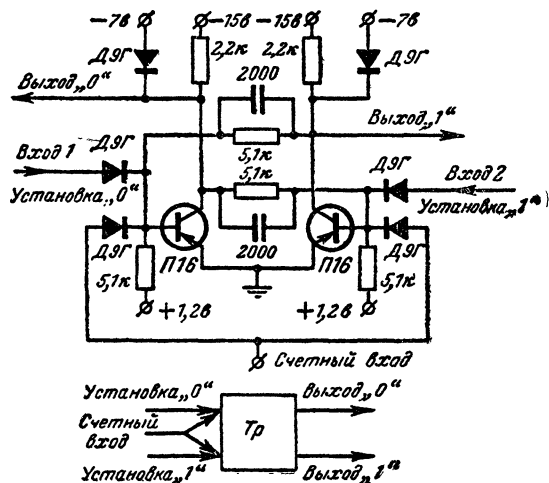 −7в −15в −15в −7в
Д9Г 2,2к 2,2к Д9Г
2000
Выход„0“
Выход„1“
Д9Г 5,1к Д9Г
Вход 1 5,1к Вход 2
Установка„0“ Установка„1“
Д9Г П16 2000 П16 Д9Г
5,1к 5,1к
+1,2в +1,2в
Счетный вход
Установка„0“ Выход„0“
Счетный
вход
Тр
Установка„1“ Выход„1“